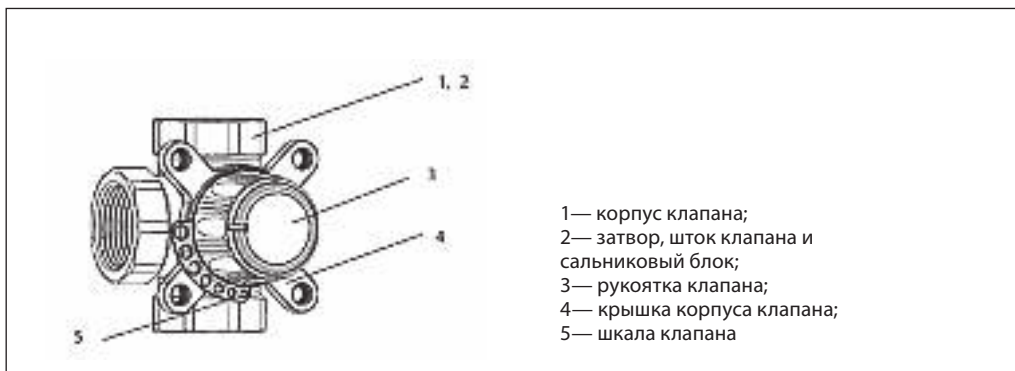 1, 2
3
4
5
1— корпус клапана;
2— затвор, шток клапана и
сальниковый блок;
3— рукоятка клапана;
4— крышка корпуса клапана;
5— шкала клапана